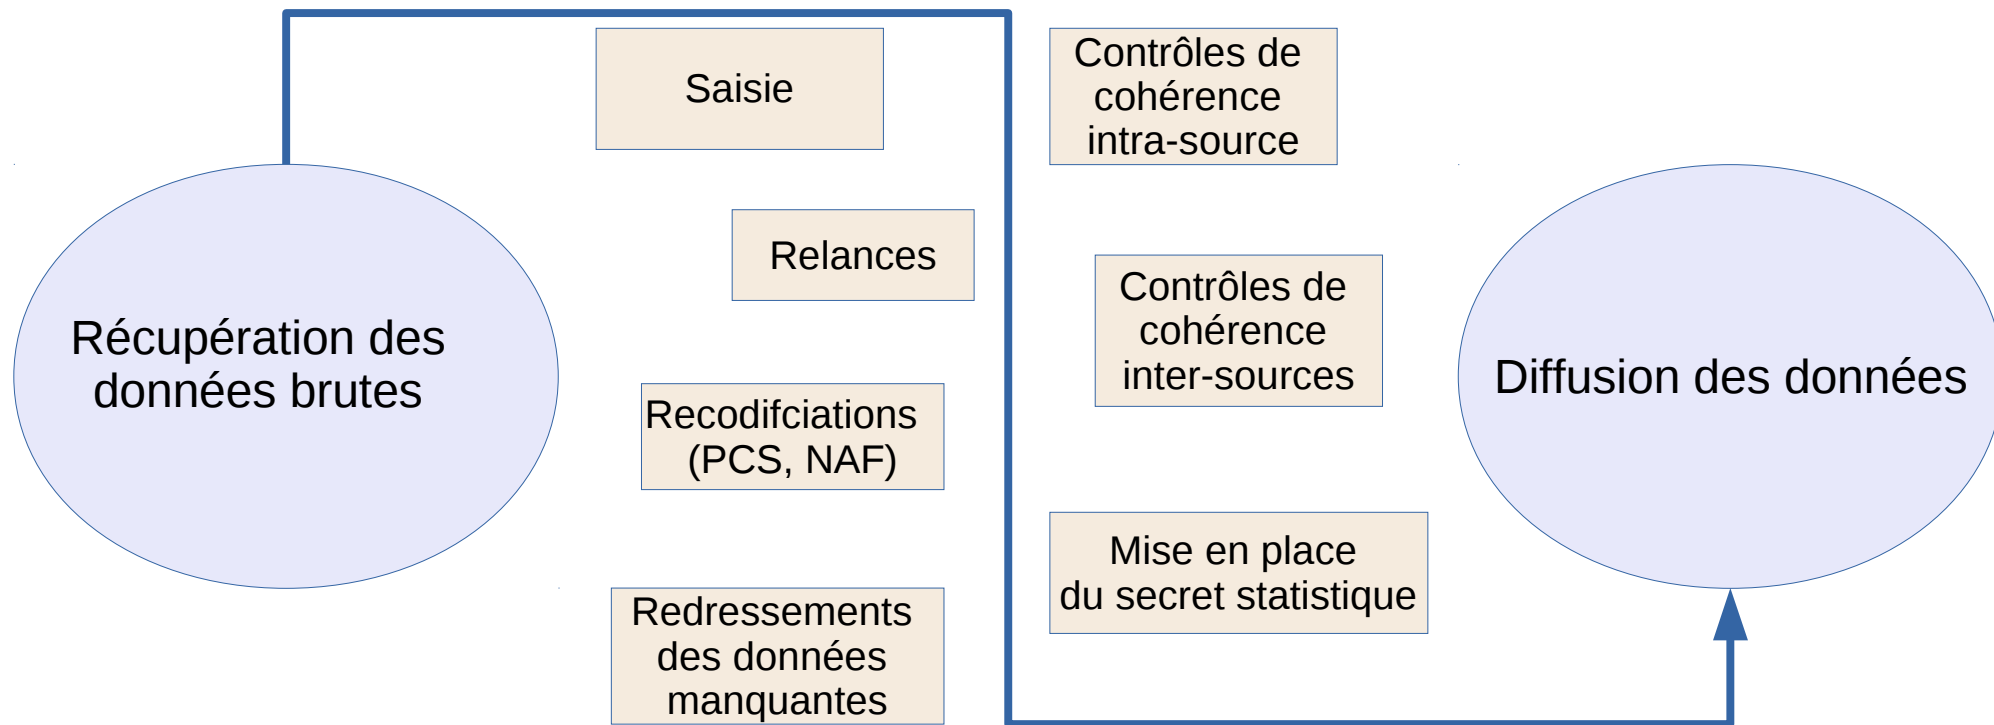 Récupération des
données brutes
Saisie
Relances
Recodifciations
(PCS, NAF)
Redressements
des données
manquantes
Contrôles de
cohérence
intra-source
Contrôles de
cohérence
inter-sources
Mise en place
du secret statistique
Diffusion des données